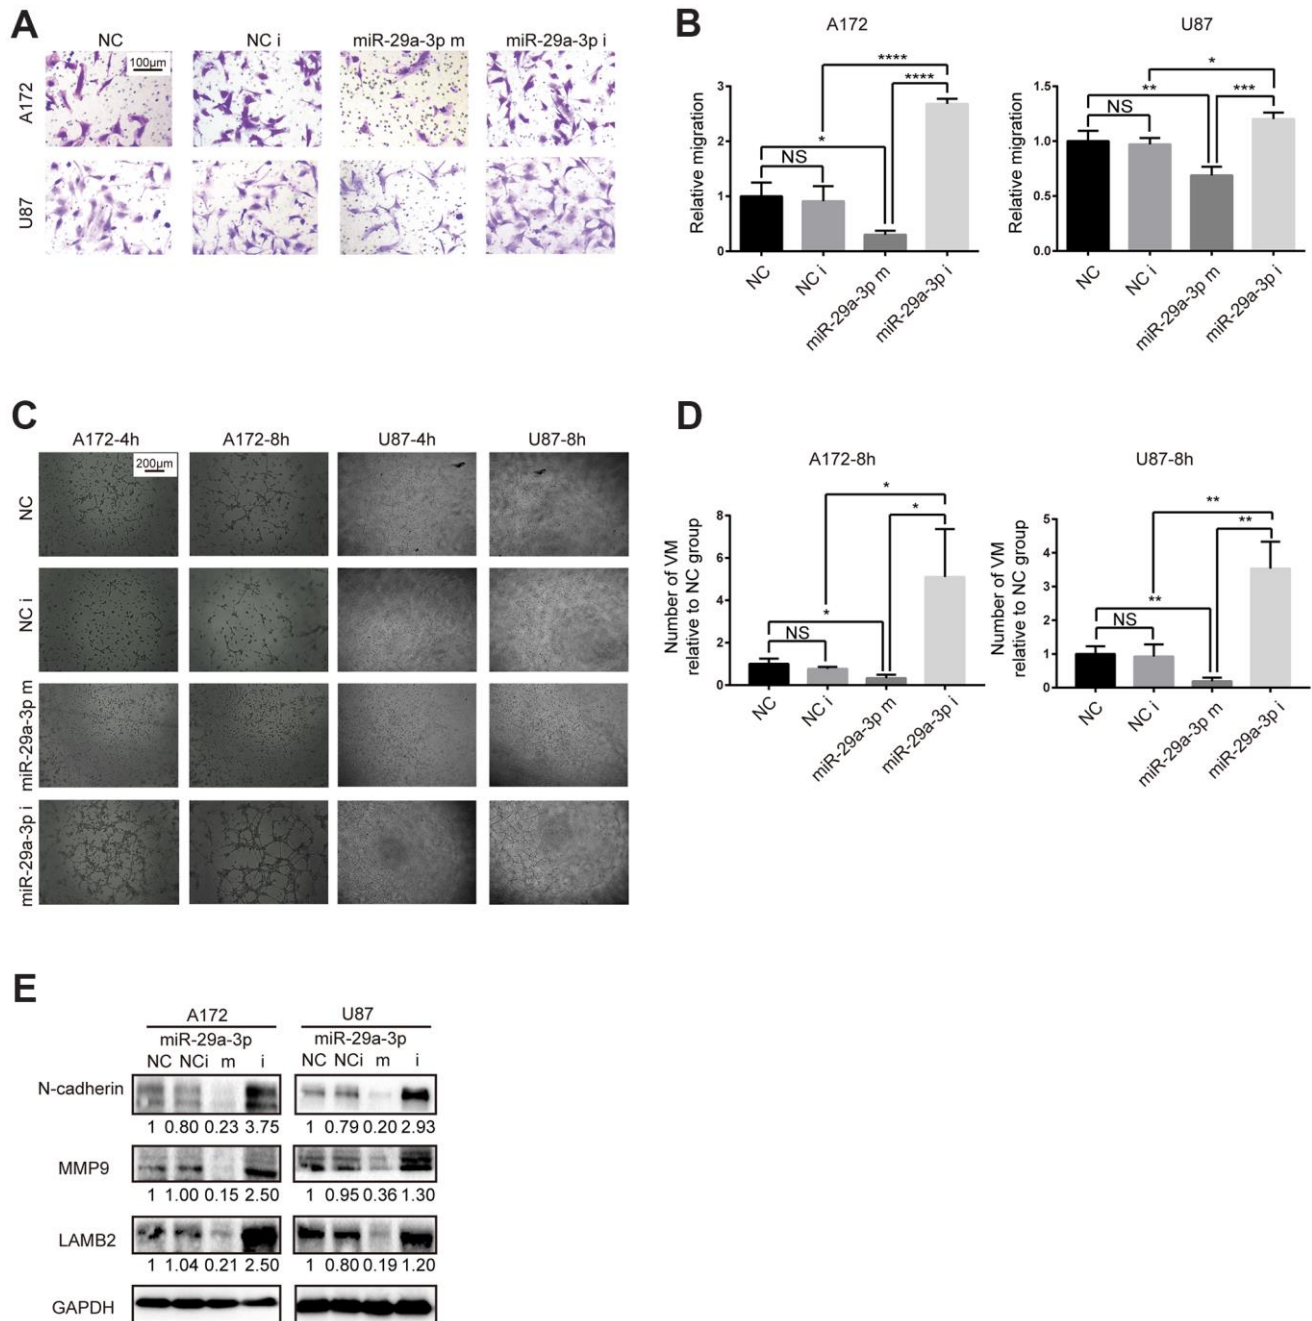 A
NC NC i miR-29a-3p m miR-29a-3p i
100μm
A172
U87
B
A172
Relative migration
3
2
1
0
NS
*
****
****
NC NC i miR-29a-3p m miR-29a-3p i
U87
Relative migration
1.5
1.0
0.5
0.0
NS
**
***
*
NC NC i miR-29a-3p m miR-29a-3p i
C
A172-4h A172-8h U87-4h U87-8h
200μm
NC
NC i
miR-29a-3p m
miR-29a-3p i
D
A172-8h
Number of VM
relative to NC group
8
6
4
2
0
NS
*
*
*
NC NC i miR-29a-3p m miR-29a-3p i
U87-8h
Number of VM
relative to NC group
5
4
3
2
1
0
NS
**
**
**
NC NC i miR-29a-3p m miR-29a-3p i
E
A172 U87
miR-29a-3p miR-29a-3p
NC NCi m i NC NCi m i
N-cadherin
1 0.80 0.23 3.75 1 0.79 0.20 2.93
MMP9
1 1.00 0.15 2.50 1 0.95 0.36 1.30
LAMB2
1 1.04 0.21 2.50 1 0.80 0.19 1.20
GAPDH